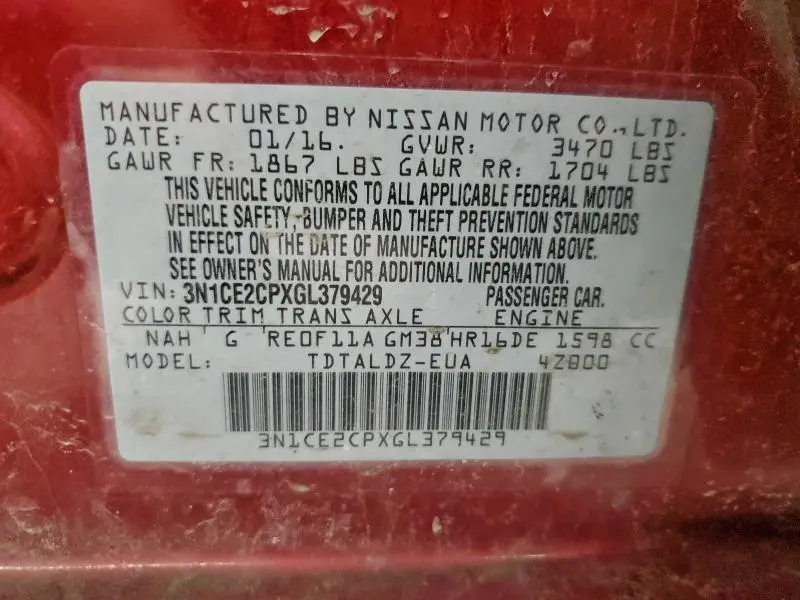 MANUFACTURED BY NISSAN MOTOR CO., LTD.
DATE: 01/16. GVWR: 3470 LBS
GAWR FR: 1867 LBS GAWR RR: 1704 LBS
THIS VEHICLE CONFORMS TO ALL APPLICABLE FEDERAL MOTOR
VEHICLE SAFETY, BUMPER AND THEFT PREVENTION STANDARDS
IN EFFECT ON THE DATE OF MANUFACTURE SHOWN ABOVE.
SEE OWNER'S MANUAL FOR ADDITIONAL INFORMATION.
VIN: 3N1CE2CPXGL379429 PASSENGER CAR.
COLOR TRIM TRANS AXLE ENGINE
NAH G RE0F11A GM38 HR16DE 1598 CC
MODEL: TDTALDZ-EUA 4Z800
3N1CE2CPXGL379429